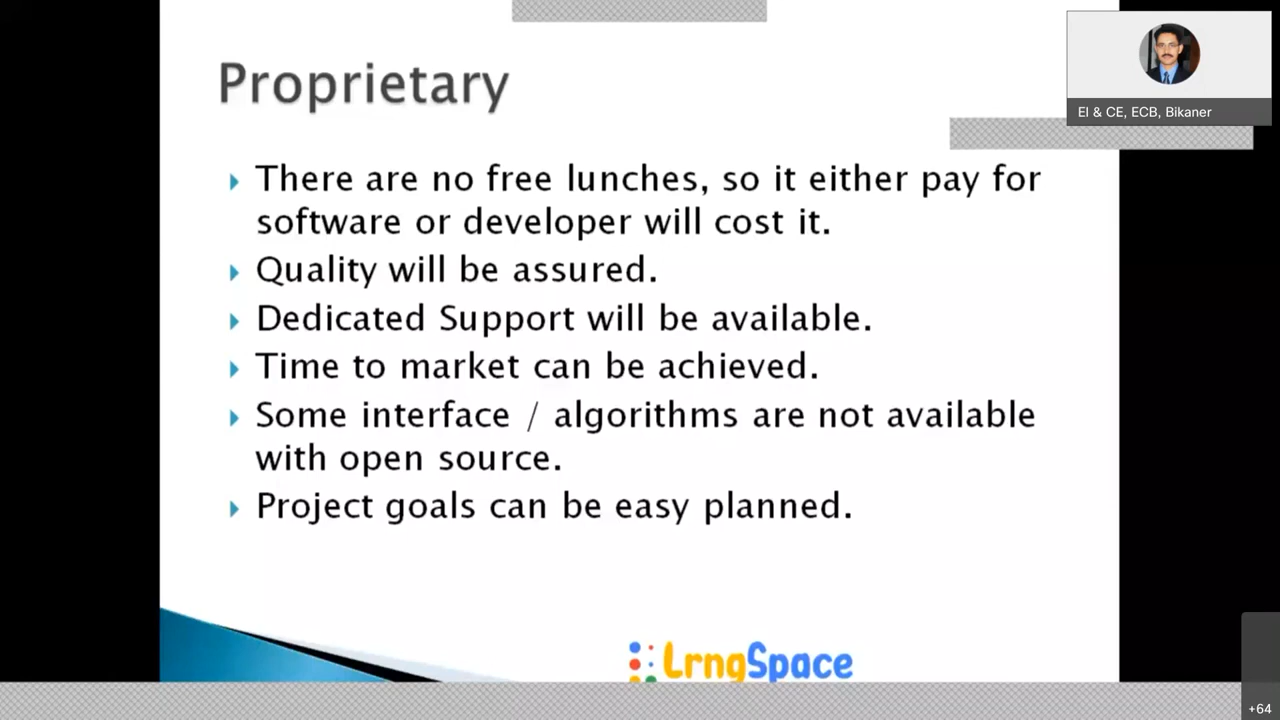 Proprietary
EI & CE, ECB, Bikaner
There are no free lunches, so it either pay for
software or developer will cost it.
Quality will be assured.
Dedicated Support will be available.
Time to market can be achieved.
Some interface / algorithms are not available
with open source.
Project goals can be easy planned.
LrngSpace
+64